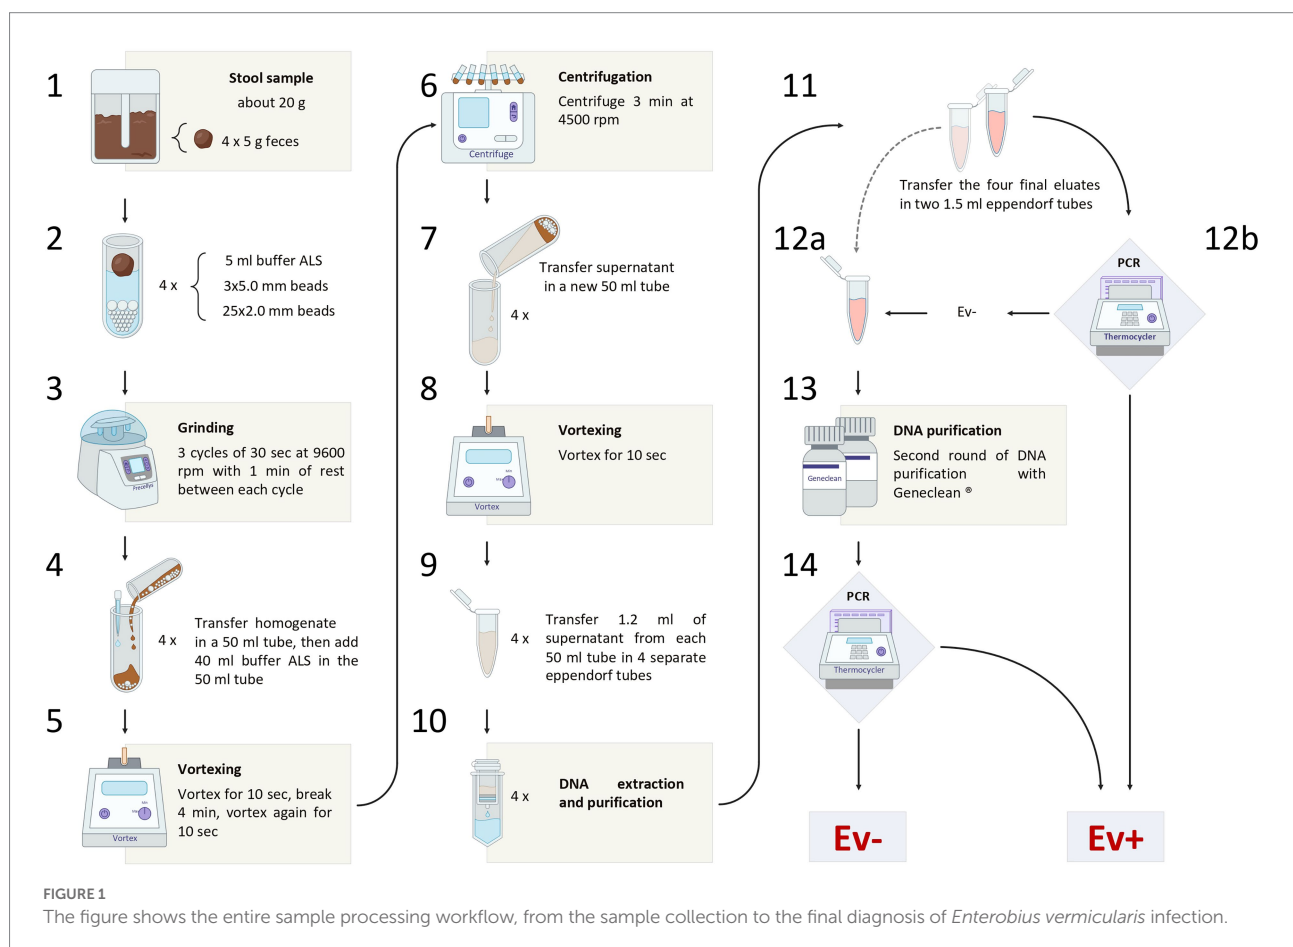 1
Stool sample
about 20 g
4 x 5 g feces
2
4 x
5 ml buffer ALS
3x5.0 mm beads
25x2.0 mm beads
3
Precellys
Grinding
3 cycles of 30 sec at 9600
rpm with 1 min of rest
between each cycle
4
4 x
Transfer homogenate
in a 50 ml tube, then add
40 ml buffer ALS in the
50 ml tube
5
Vortex
Vortexing
Vortex for 10 sec, break
4 min, vortex again for
10 sec
6
Centrifuge
Centrifugation
Centrifuge 3 min at
4500 rpm
7
Transfer supernatant
in a new 50 ml tube
4 x
8
Vortex
Vortexing
Vortex for 10 sec
9
4 x
Transfer 1.2 ml of
supernatant from each
50 ml tube in 4 separate
eppendorf tubes
10
4 x
DNA extraction
and purification
11
Transfer the four final eluates
in two 1.5 ml eppendorf tubes
12a
12b
PCR
Thermocycler
Ev-
13
Geneclean
DNA purification
Second round of DNA
purification with
Geneclean ®
14
PCR
Thermocycler
Ev-
Ev+
FIGURE 1
The figure shows the entire sample processing workflow, from the sample collection to the final diagnosis of Enterobius vermicularis infection.